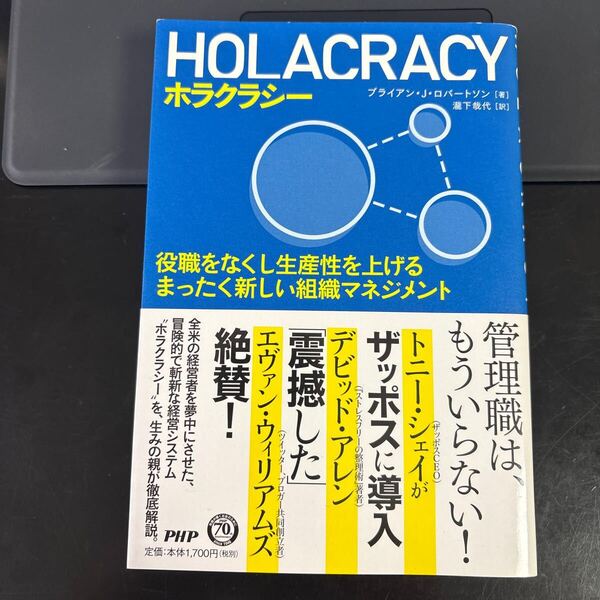 HOLACRACY
ホラクラシー
ブライアン・J・ロバートソン [著]
瀧下哉代 [訳]
役職をなくし生産性を上げる
まったく新しい組織マネジメント
管理職は、
もういらない!
トニー・シェイが
(ザッポスCEO)
ザッポスに導入
デビッド・アレン
(『ストレスフリーの整理術』著者)
「震撼した」
エヴァン・ウィリアムズ
(ツイッター、ブロガー共同創立者)
絶賛!
全米の経営者を夢中にさせた、
冒険的で斬新な経営システム
“ホラクラシー”を、生みの親が徹底解説。
PHP
70
定価:本体1,700円(税別)